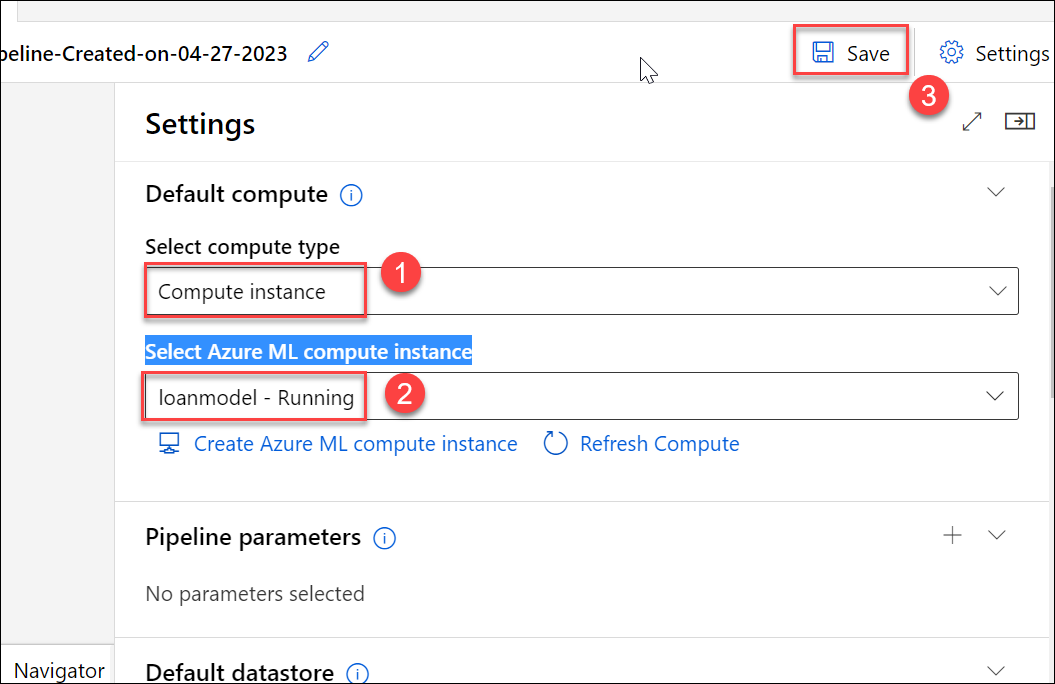 peline-Created-on-04-27-2023 Save Settings
3
Settings
Default compute
Select compute type
1
Compute instance
Select Azure ML compute instance
loanmodel - Running
2
Create Azure ML compute instance Refresh Compute
Pipeline parameters
No parameters selected
Navigator
Default datastore